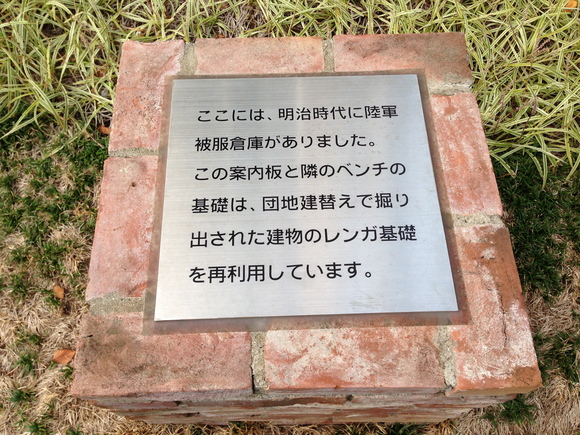 ここには、明治時代に陸軍
被服倉庫がありました。
この案内板と隣のベンチの
基礎は、団地建替えで掘り
出された建物のレンガ基礎
を再利用しています。